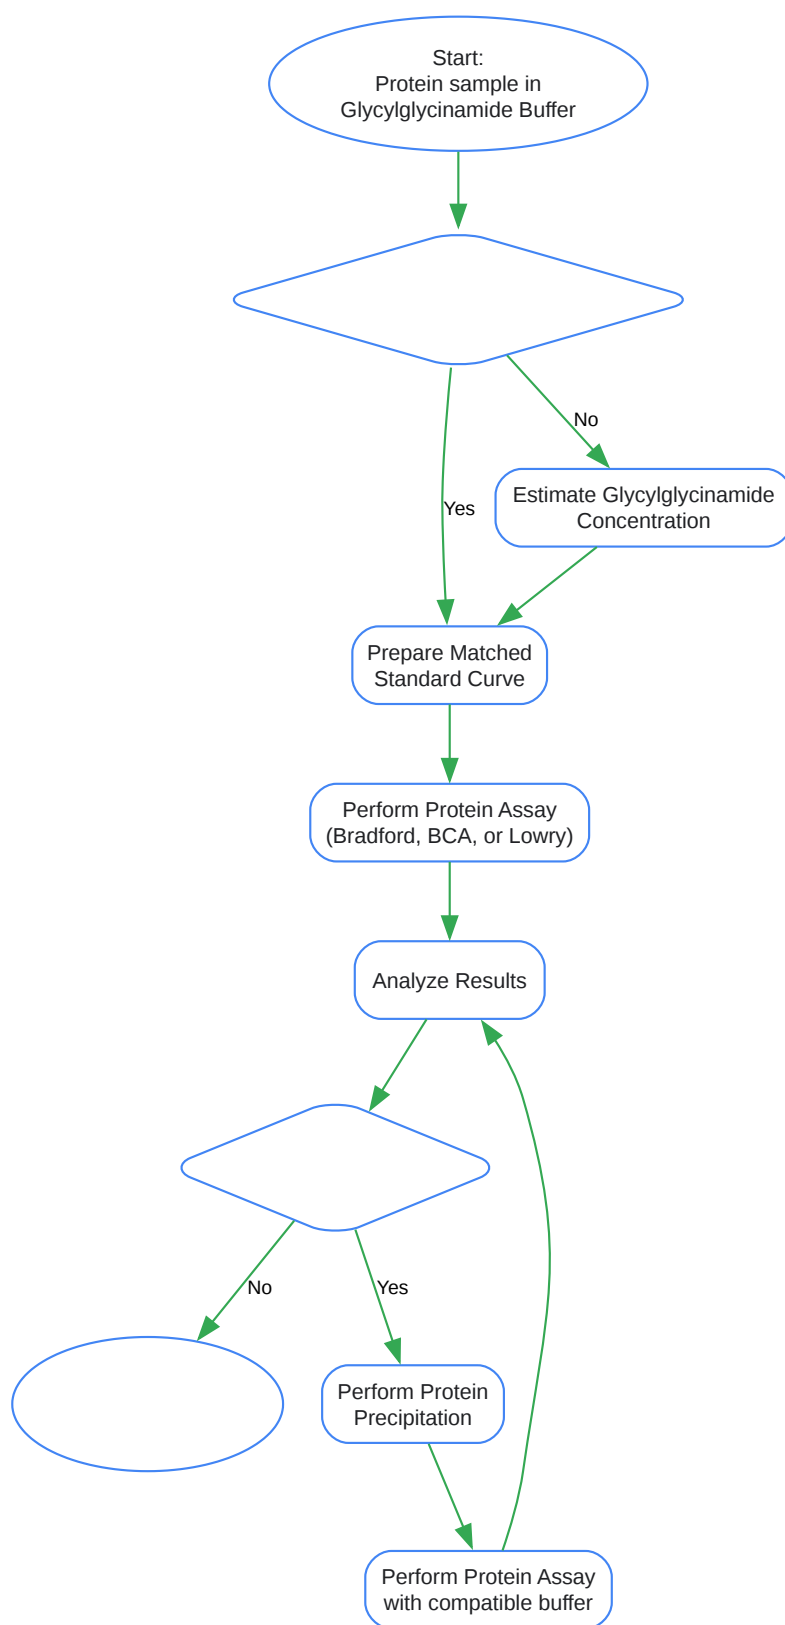 Start:
Protein sample in
Glycylglycinamide Buffer
No
Yes
Estimate Glycylglycinamide
Concentration
Prepare Matched
Standard Curve
Perform Protein Assay
(Bradford, BCA, or Lowry)
Analyze Results
No
Yes
Perform Protein
Precipitation
Perform Protein Assay
with compatible buffer